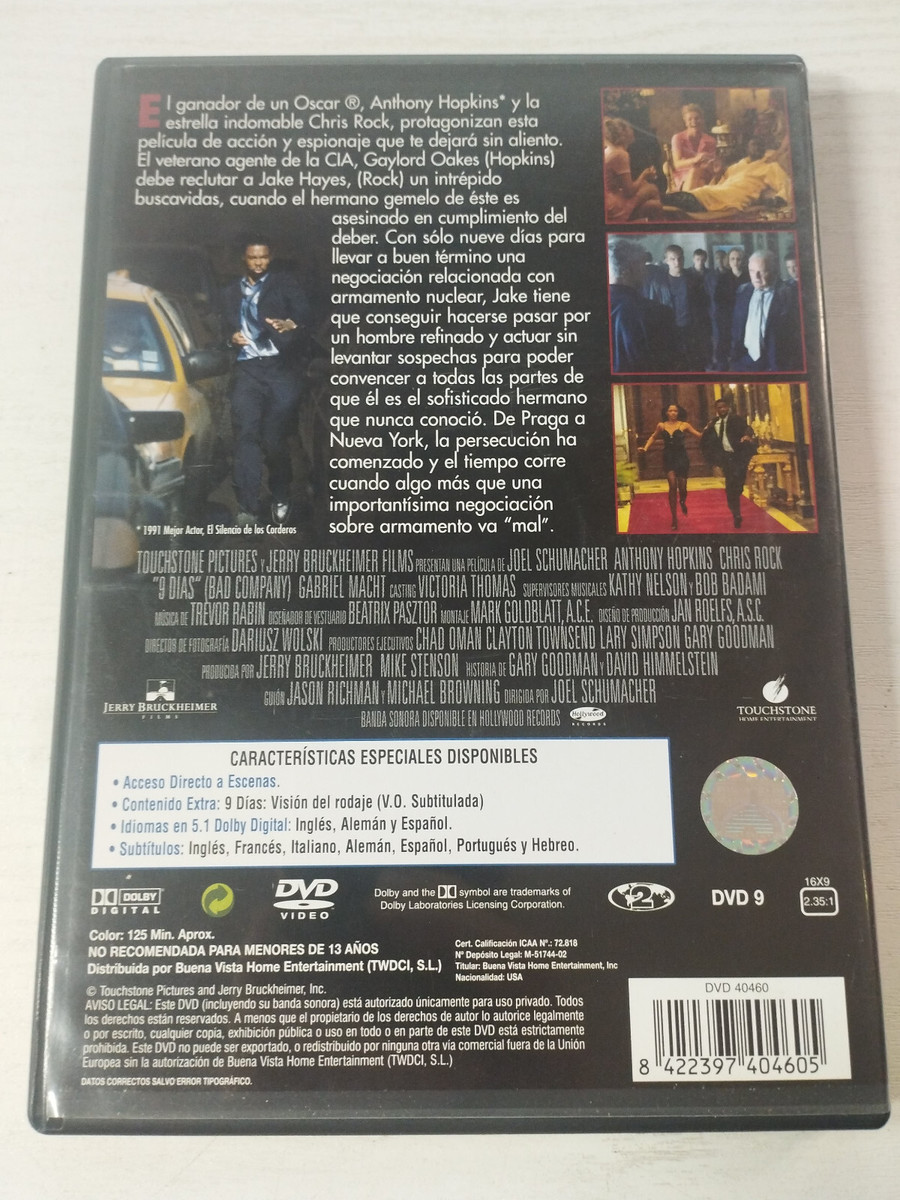 El ganador de un Oscar ®, Anthony Hopkins* y la
estrella indomable Chris Rock, protagonizan esta
película de acción y espionaje que te dejará sin aliento.
El veterano agente de la CIA, Gaylord Oakes (Hopkins)
debe reclutar a Jake Hayes, (Rock) un intrépido
buscavidas, cuando el hermano gemelo de éste es
asesinado en cumplimiento del
deber. Con sólo nueve días para
llevar a buen término una
negociación relacionada con
armamento nuclear, Jake tiene
que conseguir hacerse pasar por
un hombre refinado y actuar sin
levantar sospechas para poder
convencer a todas las partes de
que él es el sofisticado hermano
que nunca conoció. De Praga a
Nueva York, la persecución ha
comenzado y el tiempo corre
cuando algo más que una
importantísima negociación
sobre armamento va “mal”.
* 1991 Mejor Actor, El Silencio de los Corderos
TOUCHSTONE PICTURES Y JERRY BRUCKHEIMER FILMS PRESENTAN UNA PELÍCULA DE JOEL SCHUMACHER ANTHONY HOPKINS CHRIS ROCK
"9 DIAS" (BAD COMPANY) GABRIEL MACHT CASTING VICTORIA THOMAS SUPERVISORES MUSICALES KATHY NELSON Y BOB BADAMI
MÚSICA DE TREVOR RABIN DISEÑADOR DE VESTUARIO BEATRIX PASZTOR MONTAJE MARK GOLDBLATT, A.C.E. DISEÑO DE PRODUCCIÓN JAN ROELFS, A.S.C.
DIRECTOR DE FOTOGRAFÍA DARIUSZ WOLSKI PRODUCTORES EJECUTIVOS CHAD OMAN CLAYTON TOWNSEND LARY SIMPSON GARY GOODMAN
PRODUCIDA POR JERRY BRUCKHEIMER MIKE STENSON HISTORIA DE GARY GOODMAN Y DAVID HIMMELSTEIN
GUIÓN JASON RICHMAN Y MICHAEL BROWNING DIRIGIDA POR JOEL SCHUMACHER
BANDA SONORA DISPONIBLE EN HOLLYWOOD RECORDS
Hollywood
RECORDS
JERRY BRUCKHEIMER
FILMS
TOUCHSTONE
HOME ENTERTAINMENT
CARACTERÍSTICAS ESPECIALES DISPONIBLES
• Acceso Directo a Escenas.
• Contenido Extra: 9 Días: Visión del rodaje (V.O. Subtitulada)
• Idiomas en 5.1 Dolby Digital: Inglés, Alemán y Español.
• Subtítulos: Inglés, Francés, Italiano, Alemán, Español, Portugués y Hebreo.
DOLBY
DIGITAL
DVD
VIDEO
Dolby and the DD symbol are trademarks of
Dolby Laboratories Licensing Corporation.
2
DVD 9
16X9
2.35:1
Color: 125 Min. Aprox.
NO RECOMENDADA PARA MENORES DE 13 AÑOS
Distribuida por Buena Vista Home Entertainment (TWDCI, S.L.)
Cert. Calificación ICAA Nº.: 72.818
Nº Depósito Legal: M-51744-02
Titular: Buena Vista Home Entertainment, Inc
Nacionalidad: USA
© Touchstone Pictures and Jerry Bruckheimer, Inc.
AVISO LEGAL: Este DVD (incluyendo su banda sonora) está autorizado únicamente para uso privado. Todos
los derechos están reservados. A menos que el propietario de los derechos de autor lo autorice legalmente
o por escrito, cualquier copia, exhibición pública o uso en todo o en parte de este DVD está estrictamente
prohibida. Este DVD no puede ser exportado, o redistribuido por ninguna otra vía comercial fuera de la Unión
Europea sin la autorización de Buena Vista Home Entertainment (TWDCI, S.L.)
DATOS CORRECTOS SALVO ERROR TIPOGRÁFICO.
DVD 40460
8 422397 404605